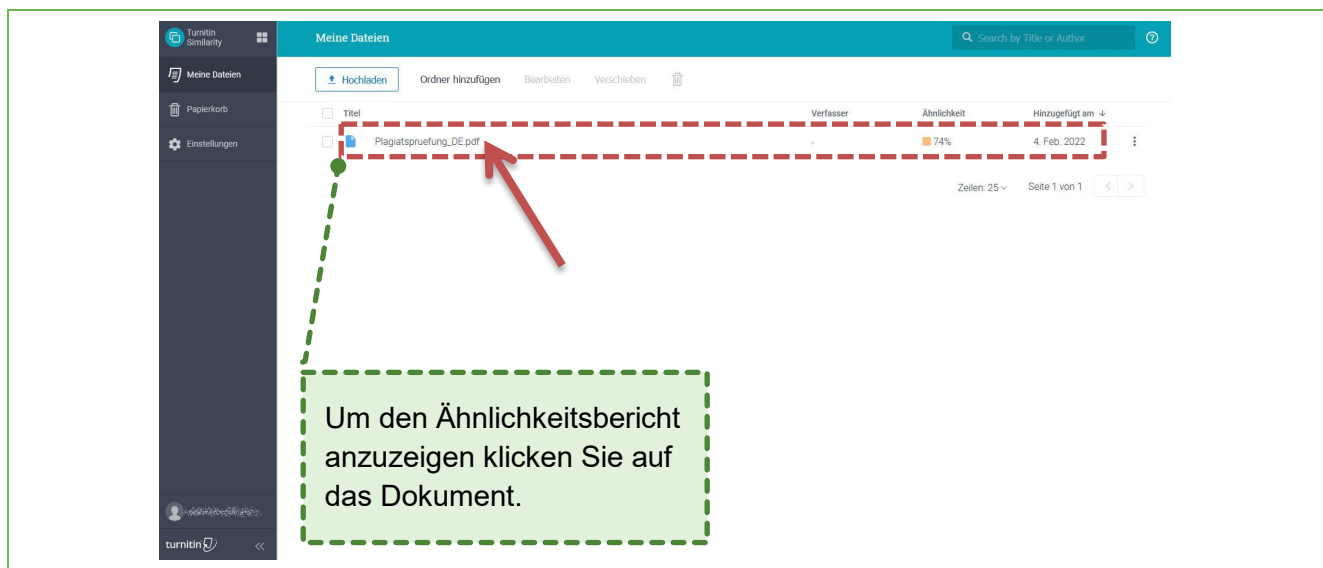 Turnitin
Similarity
Meine Dateien
Search by Title or Author
Meine Dateien
Hochladen Ordner hinzufügen Bearbeiten Verschieben
Papierkorb
Titel Verfasser Ähnlichkeit Hinzugefügt am
Einstellungen
Plagiatspruefung_DE.pdf - 74% 4. Feb. 2022
Zeilen: 25 Seite 1 von 1
Um den Ähnlichkeitsbericht
anzuzeigen klicken Sie auf
das Dokument.
turnitin